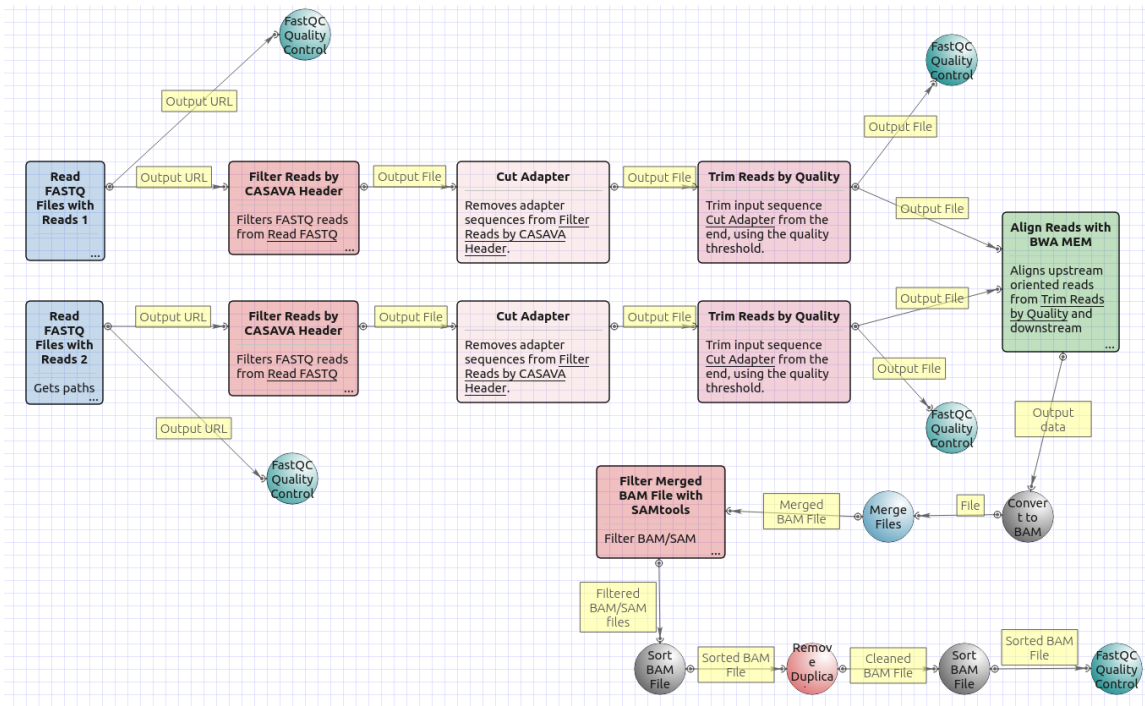 FastQC
Quality
Control
Output URL
FastQC
Quality
Control
Output File
Read
FASTQ
Files with
Reads 1
...
Output URL
Filter Reads by
CASAVA Header
Filters FASTQ reads
from Read FASTQ
...
Output File
Cut Adapter
Removes adapter
sequences from Filter
Reads by CASAVA
Header.
Output File
Trim Reads by Quality
Trim input sequence
Cut Adapter from the
end, using the quality
threshold.
Output File
Align Reads with
BWA MEM
Aligns upstream
oriented reads
from Trim Reads
by Quality and
downstream
...
Read
FASTQ
Files with
Reads 2
Gets paths
...
Output URL
Filter Reads by
CASAVA Header
Filters FASTQ reads
from Read FASTQ
...
Output File
Cut Adapter
Removes adapter
sequences from Filter
Reads by CASAVA
Header.
Output File
Trim Reads by Quality
Trim input sequence
Cut Adapter from the
end, using the quality
threshold.
Output File
Output File
FastQC
Quality
Control
Output URL
FastQC
Quality
Control
Output
data
Conver
t to
BAM
File
Merge
Files
Merged
BAM File
Filter Merged
BAM File with
SAMtools
Filter BAM/SAM
...
Filtered
BAM/SAM
files
Sort
BAM
File
Sorted BAM
File
Remov
e
Duplica
Cleaned
BAM File
Sort
BAM
File
Sorted BAM
File
FastQC
Quality
Control